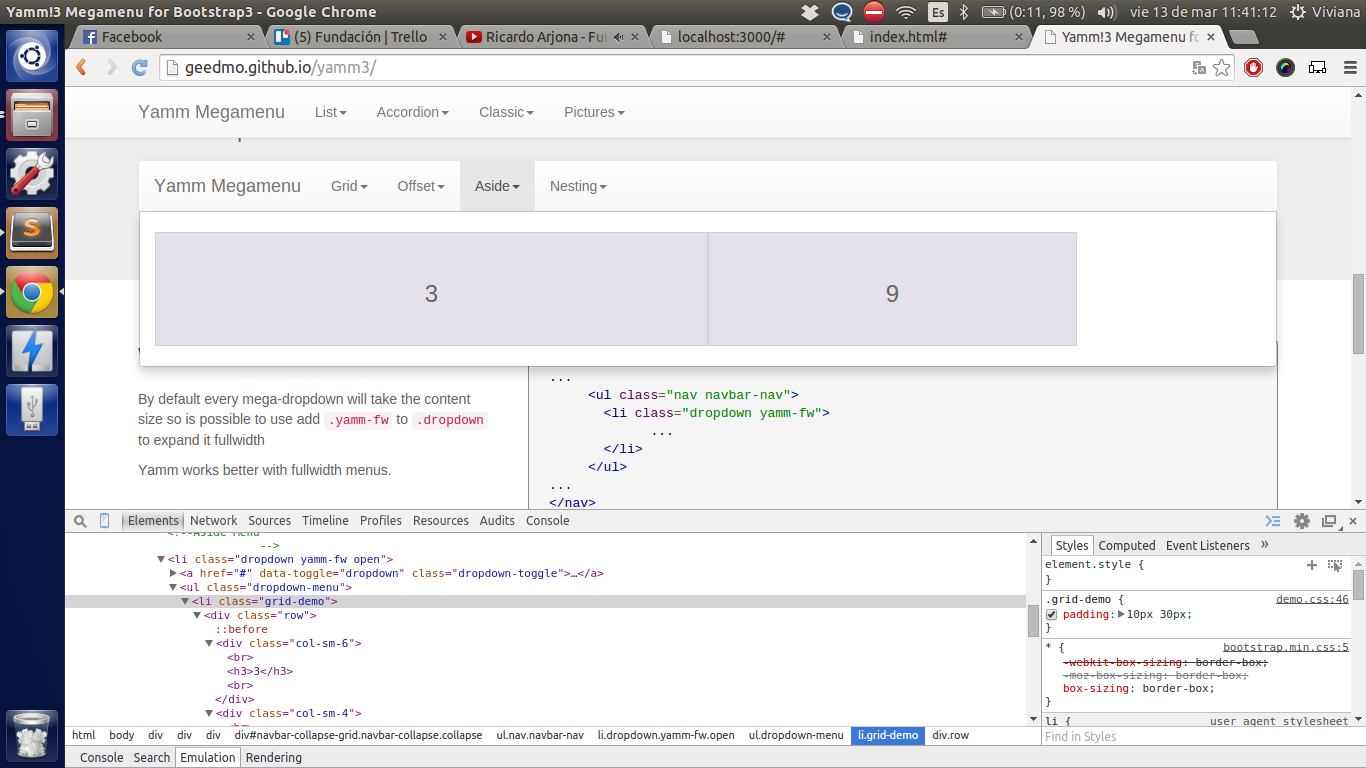 Yamm!3 Megamenu for Bootstrap3 - Google Chrome
Es
(0:11, 98 %)
vie 13 de mar 11:41:12
Viviana
Facebook
(5) Fundación | Trello
Ricardo Arjona - Fui
localhost:3000/#
index.html#
Yamm!3 Megamenu fo
geedmo.github.io/yamm3/
Yamm Megamenu List Accordion Classic Pictures
Yamm Megamenu Grid Offset Aside Nesting
3 9
By default every mega-dropdown will take the content
size so is possible to use add .yamm-fw to .dropdown
to expand it fullwidth
Yamm works better with fullwidth menus.
...
<ul class="nav navbar-nav">
<li class="dropdown yamm-fw">
...
</li>
</ul>
...
</nav>
Elements Network Sources Timeline Profiles Resources Audits Console
<!--Aside Menu
-->
<li class="dropdown yamm-fw open">
<a href="#" data-toggle="dropdown" class="dropdown-toggle">…</a>
<ul class="dropdown-menu">
<li class="grid-demo">
<div class="row">
::before
<div class="col-sm-6">
<br>
<h3>3</h3>
<br>
</div>
<div class="col-sm-4">
Styles Computed Event Listeners »
element.style {
}
.grid-demo { demo.css:46
padding: 10px 30px;
}
* { bootstrap.min.css:5
-webkit-box-sizing: border-box;
-moz-box-sizing: border-box;
box-sizing: border-box;
}
li { user agent stylesheet
Find in Styles
html body div div div div#navbar-collapse-grid.navbar-collapse.collapse ul.nav.navbar-nav li.dropdown.yamm-fw.open ul.dropdown-menu li.grid-demo div.row
Console Search Emulation Rendering